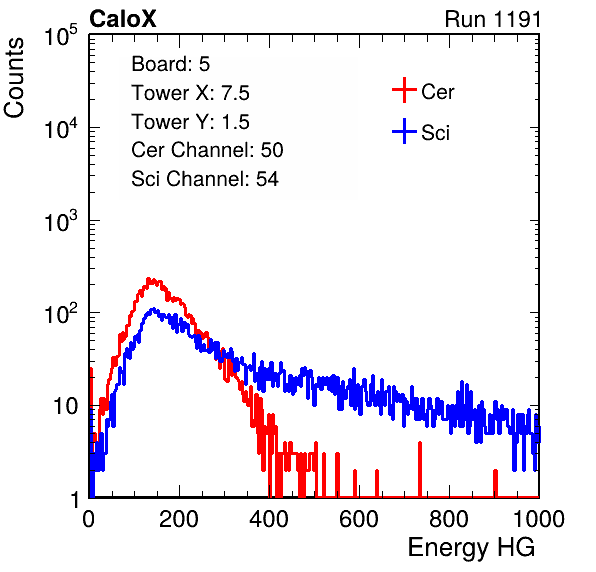 CaloX Run 1191
Counts
Board: 5
Tower X: 7.5
Tower Y: 1.5
Cer Channel: 50
Sci Channel: 54
Cer
Sci
10^5
10^4
10^3
10^2
10
1
0 200 400 600 800 1000
Energy HG